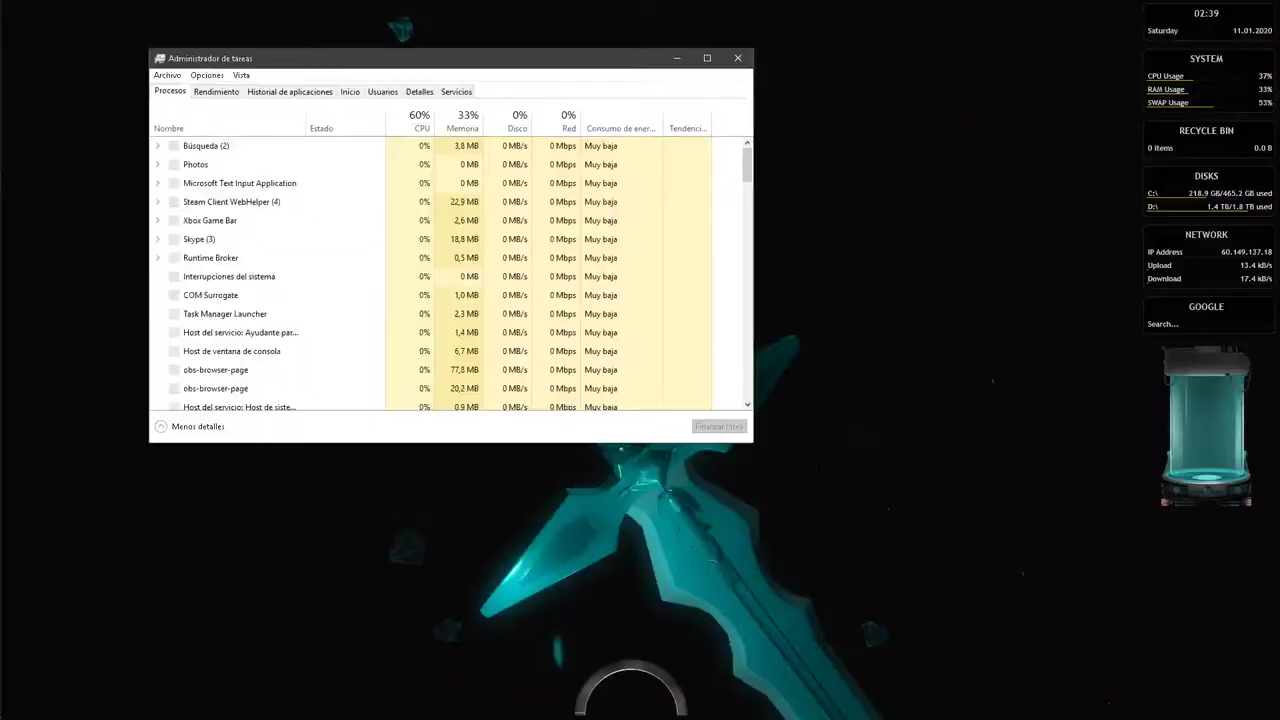 Administrador de tareas
Archivo Opciones Vista
Procesos Rendimiento Historial de aplicaciones Inicio Usuarios Detalles Servicios
60% 33% 0% 0%
Nombre Estado CPU Memoria Disco Red Consumo de ener... Tendenci...
Búsqueda (2) 0% 3,8 MB 0 MB/s 0 Mbps Muy baja
Photos 0% 0 MB 0 MB/s 0 Mbps Muy baja
Microsoft Text Input Application 0% 0 MB 0 MB/s 0 Mbps Muy baja
Steam Client WebHelper (4) 0% 22,9 MB 0 MB/s 0 Mbps Muy baja
Xbox Game Bar 0% 2,6 MB 0 MB/s 0 Mbps Muy baja
Skype (3) 0% 18,8 MB 0 MB/s 0 Mbps Muy baja
Runtime Broker 0% 0,5 MB 0 MB/s 0 Mbps Muy baja
Interrupciones del sistema 0% 0 MB 0 MB/s 0 Mbps Muy baja
COM Surrogate 0% 1,0 MB 0 MB/s 0 Mbps Muy baja
Task Manager Launcher 0% 2,3 MB 0 MB/s 0 Mbps Muy baja
Host del servicio: Ayudante par... 0% 1,4 MB 0 MB/s 0 Mbps Muy baja
Host de ventana de consola 0% 6,7 MB 0 MB/s 0 Mbps Muy baja
obs-browser-page 0% 77,8 MB 0 MB/s 0 Mbps Muy baja
obs-browser-page 0% 20,2 MB 0 MB/s 0 Mbps Muy baja
Host del servicio: Host de siste... 0% 0,9 MB 0 MB/s 0 Mbps Muy baja
Menos detalles Finalizar tarea
02:39
Saturday 11.01.2020
SYSTEM
CPU Usage 37%
RAM Usage 33%
SWAP Usage 53%
RECYCLE BIN
0 items 0.0 B
DISKS
C:\ 218.9 GB/465.2 GB used
D:\ 1.4 TB/1.8 TB used
NETWORK
IP Address 60.149.137.18
Upload 13.4 kB/s
Download 17.4 kB/s
GOOGLE
Search...